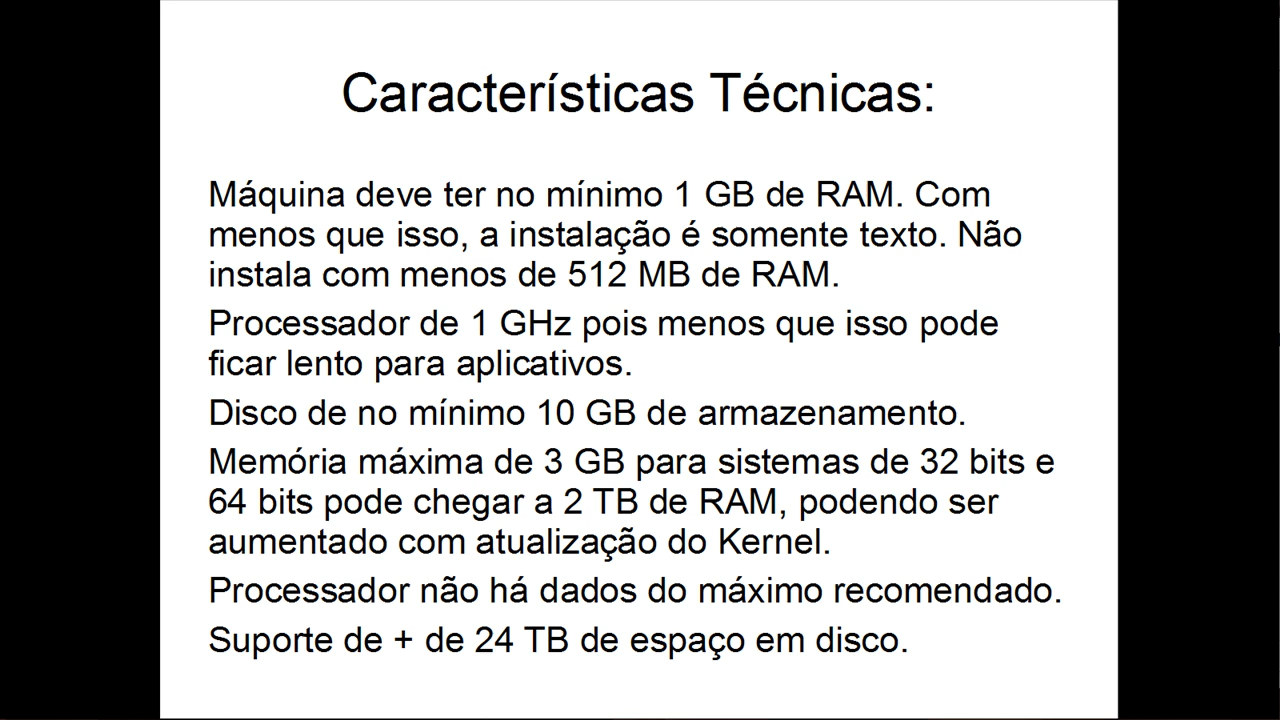 Características Técnicas:
Máquina deve ter no mínimo 1 GB de RAM. Com
menos que isso, a instalação é somente texto. Não
instala com menos de 512 MB de RAM.
Processador de 1 GHz pois menos que isso pode
ficar lento para aplicativos.
Disco de no mínimo 10 GB de armazenamento.
Memória máxima de 3 GB para sistemas de 32 bits e
64 bits pode chegar a 2 TB de RAM, podendo ser
aumentado com atualização do Kernel.
Processador não há dados do máximo recomendado.
Suporte de + de 24 TB de espaço em disco.